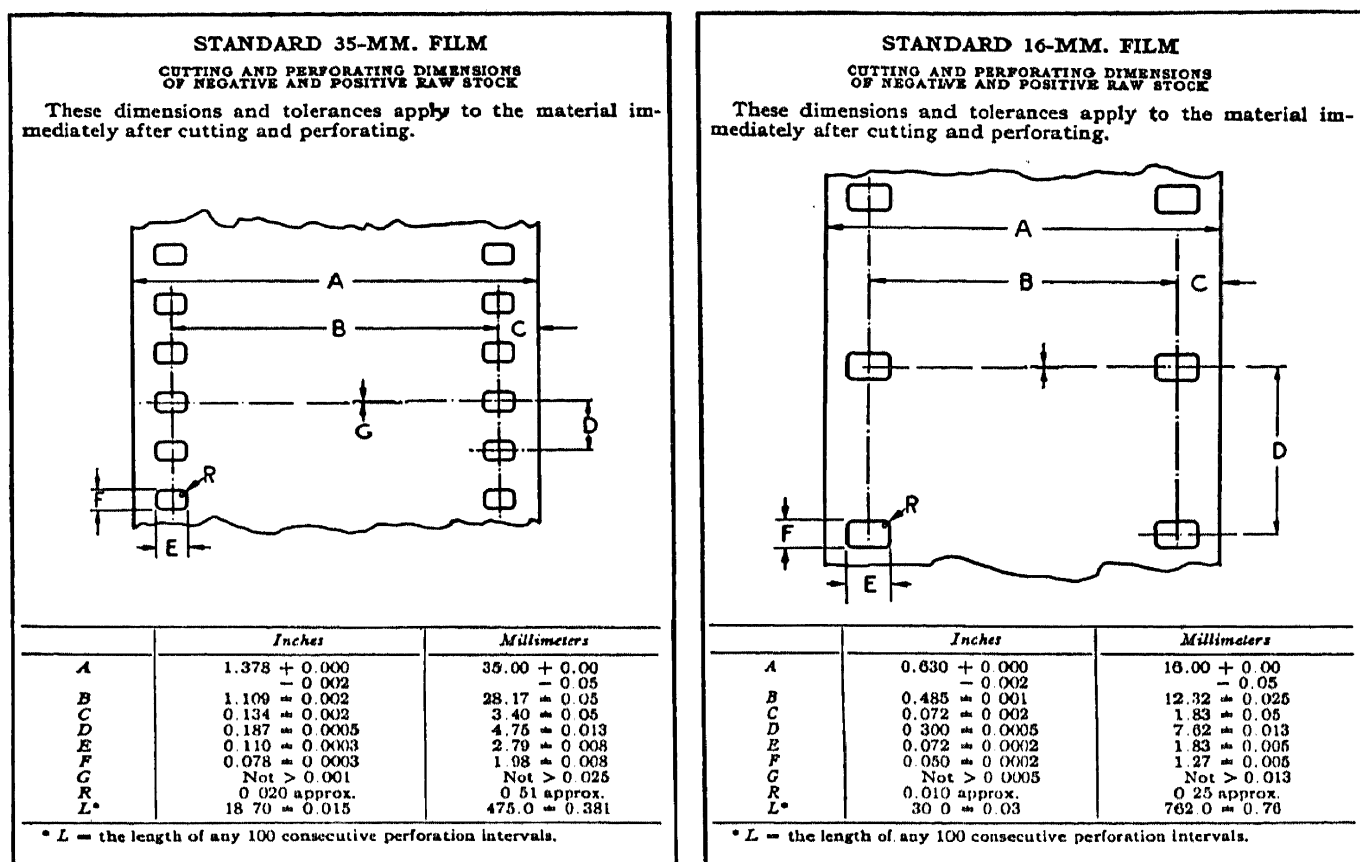 STANDARD 35-MM. FILM
CUTTING AND PERFORATING DIMENSIONS
OF NEGATIVE AND POSITIVE RAW STOCK
These dimensions and tolerances apply to the material im-
mediately after cutting and perforating.
A
B
C
G
D
R
F
E
Inches Millimeters
A 1.378 + 0.000 35.00 + 0.00
− 0 002 − 0.05
B 1.109 ± 0.002 28.17 ± 0.05
C 0.134 ± 0.002 3.40 ± 0.05
D 0.187 ± 0.0005 4.75 ± 0.013
E 0.110 ± 0.0003 2.79 ± 0 008
F 0.078 ± 0.0003 1.98 ± 0.008
G Not > 0.001 Not > 0.025
R 0 020 approx. 0 51 approx.
L* 18 70 ± 0.015 475.0 ± 0.381
* L = the length of any 100 consecutive perforation intervals.
STANDARD 16-MM. FILM
CUTTING AND PERFORATING DIMENSIONS
OF NEGATIVE AND POSITIVE RAW STOCK
These dimensions and tolerances apply to the material im-
mediately after cutting and perforating.
A
B
C
D
R
F
E
Inches Millimeters
A 0.630 + 0 000 16.00 + 0.00
− 0.002 − 0.05
B 0.485 ± 0 001 12.32 ± 0.025
C 0.072 ± 0 002 1.83 ± 0.05
D 0 300 ± 0.0005 7.62 ± 0.013
E 0.072 ± 0.0002 1.83 ± 0.005
F 0.050 ± 0.0002 1.27 ± 0.005
G Not > 0 0005 Not > 0.013
R 0.010 approx. 0 25 approx.
L* 30 0 ± 0.03 762.0 ± 0.76
* L = the length of any 100 consecutive perforation intervals.